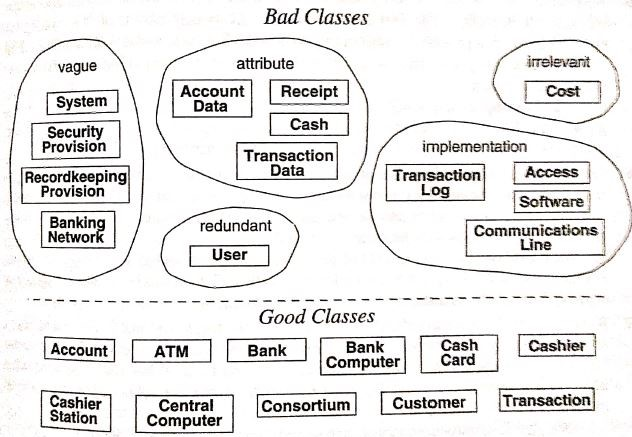 Bad Classes
vague
System
Security
Provision
Recordkeeping
Provision
Banking
Network
attribute
Account
Data
Receipt
Cash
Transaction
Data
redundant
User
irrelevant
Cost
implementation
Transaction
Log
Access
Software
Communications
Line
Good Classes
Account
ATM
Bank
Bank
Computer
Cash
Card
Cashier
Cashier
Station
Central
Computer
Consortium
Customer
Transaction